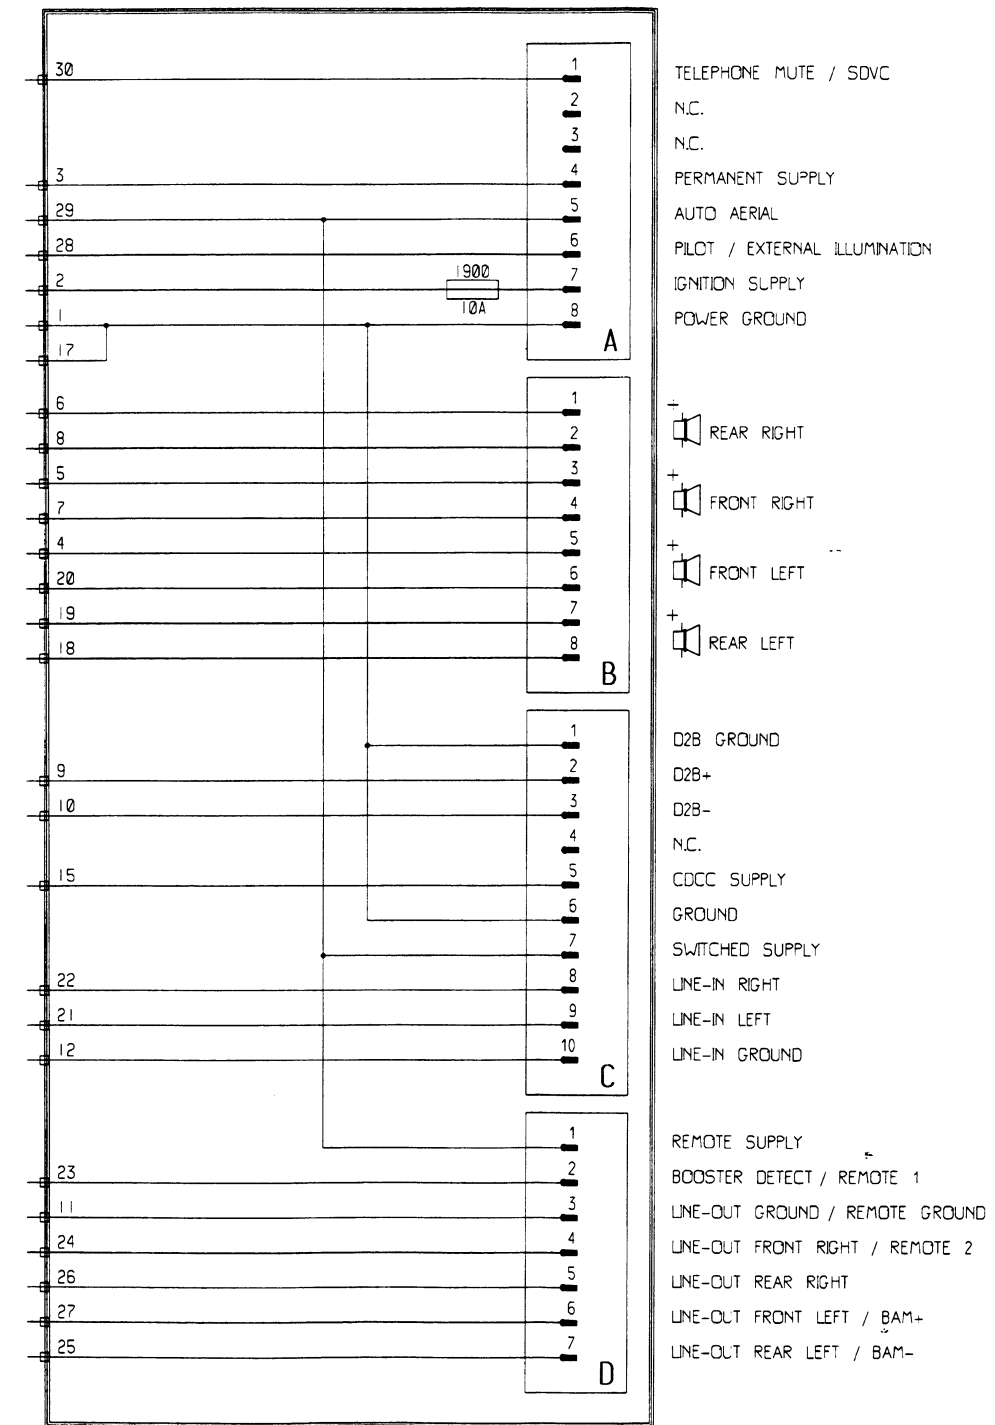 30 1 TELEPHONE MUTE / SDVC
2 N.C.
3 N.C.
3 4 PERMANENT SUPPLY
29 5 AUTO AERIAL
28 6 PILOT / EXTERNAL ILLUMINATION
1900
2 7 IGNITION SUPPLY
10A
1 8 POWER GROUND
A
17
6 1
+
REAR RIGHT
8 2
5 3
+
FRONT RIGHT
7 4
4 5
+
FRONT LEFT
20 6
19 7
+
REAR LEFT
18 8
B
1 D2B GROUND
9 2 D2B+
10 3 D2B-
4 N.C.
15 5 CDCC SUPPLY
6 GROUND
7 SWITCHED SUPPLY
22 8 LINE-IN RIGHT
21 9 LINE-IN LEFT
12 10 LINE-IN GROUND
C
1 REMOTE SUPPLY
23 2 BOOSTER DETECT / REMOTE 1
11 3 LINE-OUT GROUND / REMOTE GROUND
24 4 LINE-OUT FRONT RIGHT / REMOTE 2
26 5 LINE-OUT REAR RIGHT
27 6 LINE-OUT FRONT LEFT / BAM+
25 7 LINE-OUT REAR LEFT / BAM-
D